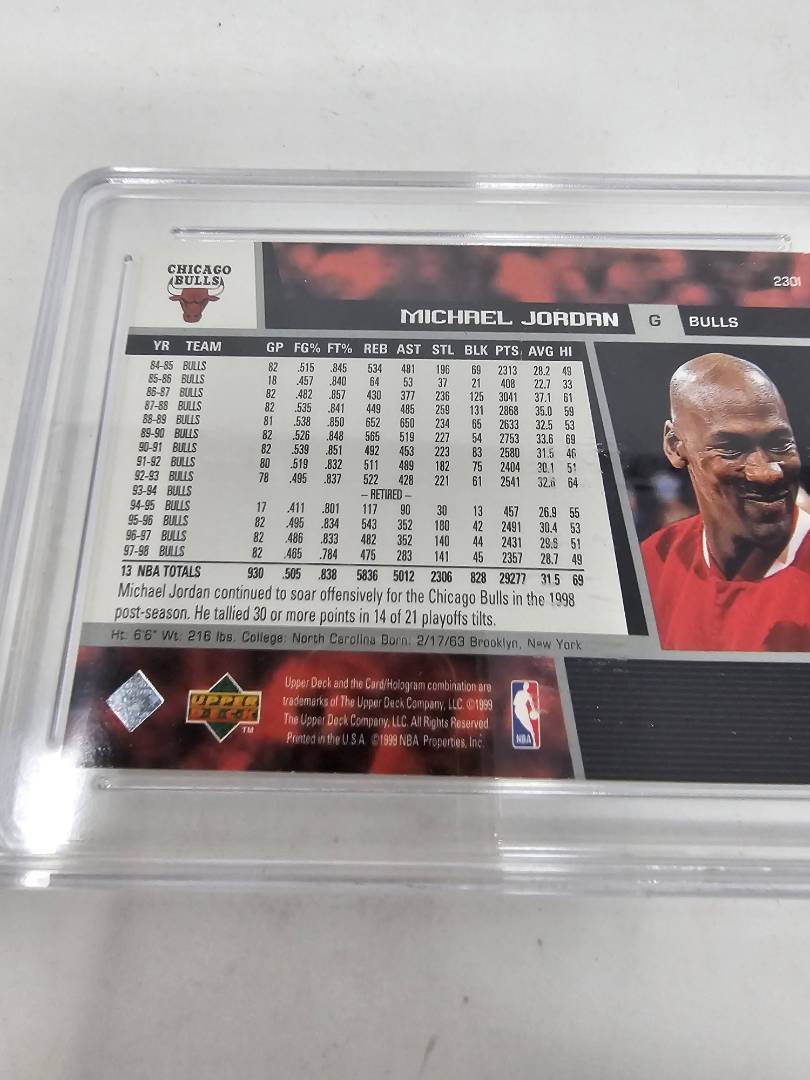 CHICAGO
BULLS
2301
MICHAEL JORDAN G BULLS
YR TEAM GP FG% FT% REB AST STL BLK PTS AVG HI
84-85 BULLS 82 .515 .845 534 481 196 69 2313 28.2 49
85-86 BULLS 18 .457 .840 64 53 37 21 408 22.7 33
86-87 BULLS 82 .482 .857 430 377 236 125 3041 37.1 61
87-88 BULLS 82 .535 .841 449 485 259 131 2868 35.0 59
88-89 BULLS 81 .538 .850 652 650 234 65 2633 32.5 53
89-90 BULLS 82 .526 .848 565 519 227 54 2753 33.6 69
90-91 BULLS 82 .539 .851 492 453 223 83 2580 31.5 46
91-92 BULLS 80 .519 .832 511 489 182 75 2404 30.1 51
92-93 BULLS 78 .495 .837 522 428 221 61 2541 32.6 64
93-94 BULLS – RETIRED –
94-95 BULLS 17 .411 .801 117 90 30 13 457 26.9 55
95-96 BULLS 82 .495 .834 543 352 180 42 2491 30.4 53
96-97 BULLS 82 .486 .833 482 352 140 44 2431 29.6 51
97-98 BULLS 82 .465 .784 475 283 141 45 2357 28.7 49
13 NBA TOTALS 930 .505 .838 5836 5012 2306 828 29277 31.5 69
Michael Jordan continued to soar offensively for the Chicago Bulls in the 1998
post-season. He tallied 30 or more points in 14 of 21 playoffs tilts.
Ht: 6'6" Wt: 216 lbs. College: North Carolina Born: 2/17/63 Brooklyn, New York
UPPER
DECK
TM
Upper Deck and the Card/Hologram combination are
trademarks of The Upper Deck Company, LLC. ©1999
The Upper Deck Company, LLC. All Rights Reserved.
Printed in the U.S.A. ©1999 NBA Properties, Inc.
NBA